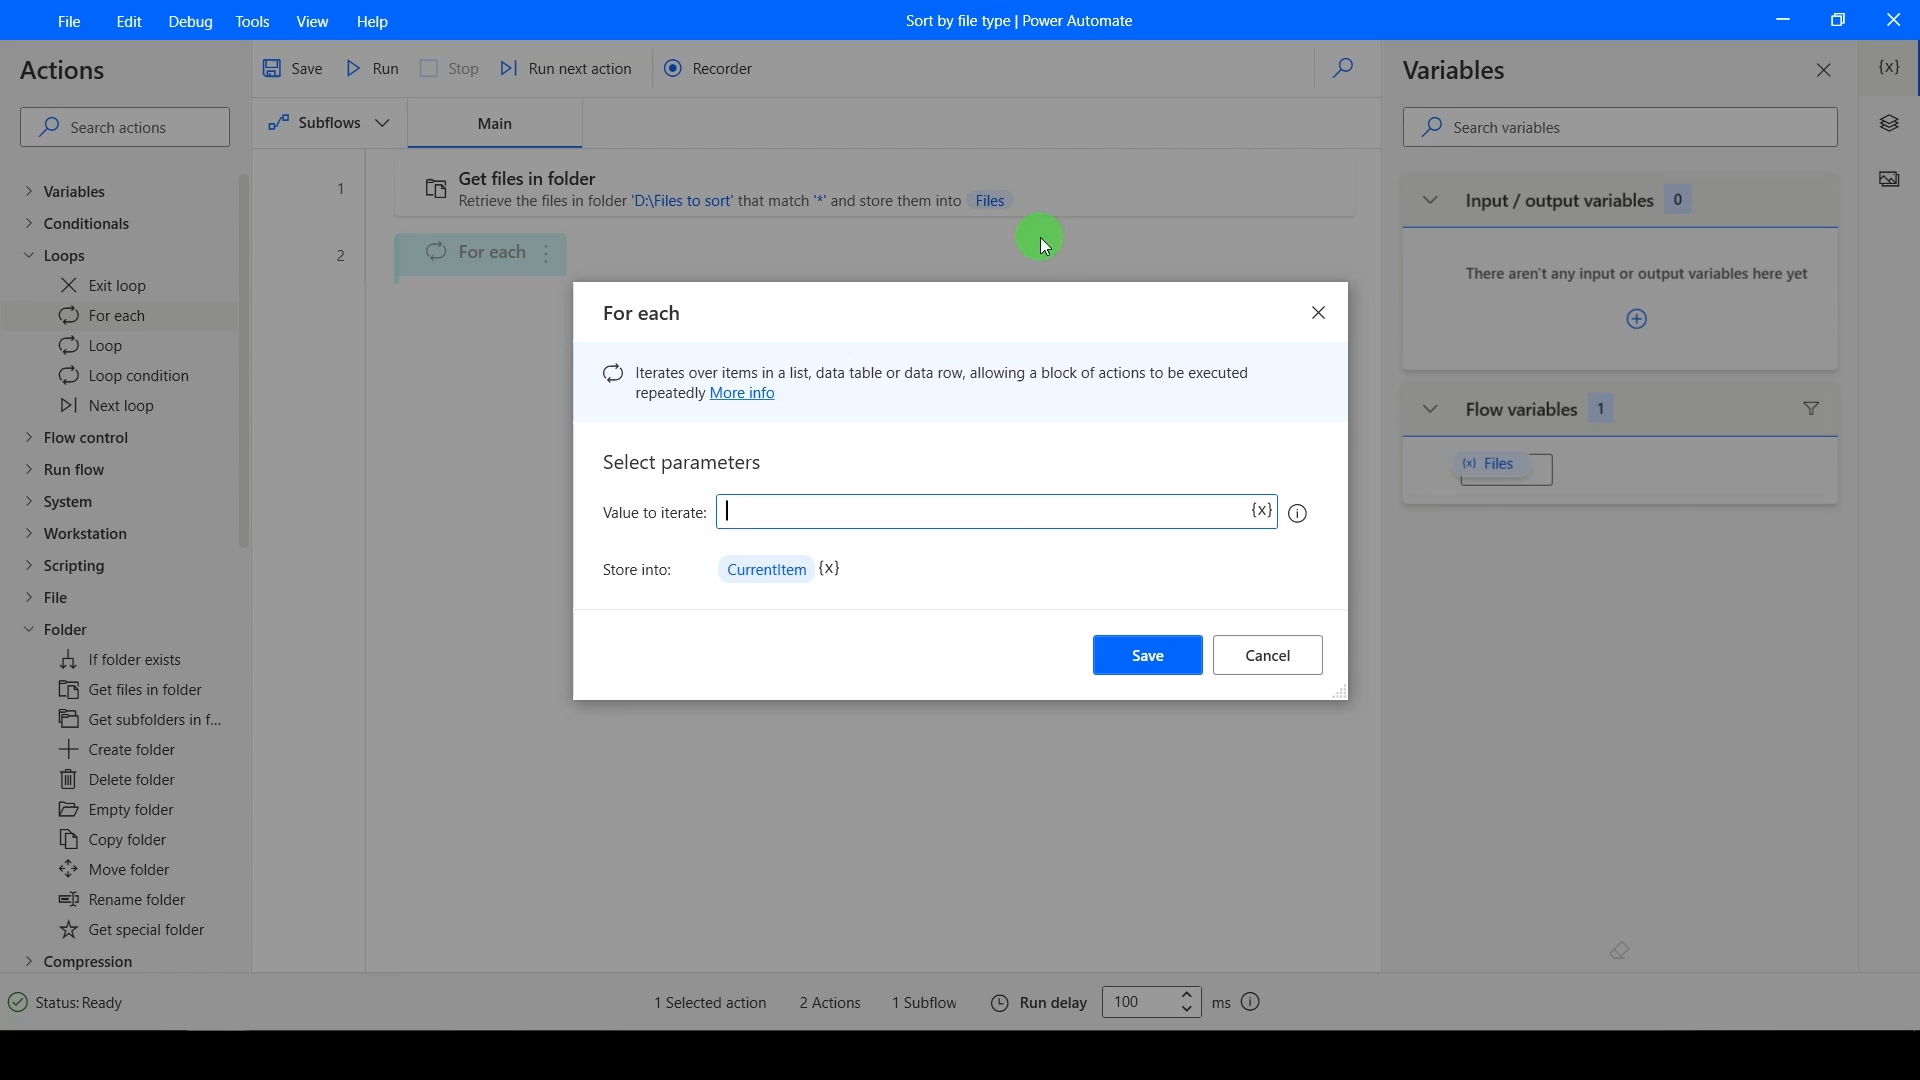 File Edit Debug Tools View Help
Sort by file type | Power Automate
Actions
Search actions
Variables
Conditionals
Loops
Exit loop
For each
Loop
Loop condition
Next loop
Flow control
Run flow
System
Workstation
Scripting
File
Folder
If folder exists
Get files in folder
Get subfolders in f...
Create folder
Delete folder
Empty folder
Copy folder
Move folder
Rename folder
Get special folder
Compression
Save Run Stop Run next action Recorder
Subflows Main
1
Get files in folder
Retrieve the files in folder 'D:\Files to sort' that match '*' and store them into Files
2 For each
For each
Iterates over items in a list, data table or data row, allowing a block of actions to be executed
repeatedly More info
Select parameters
Value to iterate: {x}
Store into: CurrentItem {x}
Save Cancel
Variables
{x}
Search variables
Input / output variables 0
There aren't any input or output variables here yet
Flow variables 1
(x) Files
Status: Ready 1 Selected action 2 Actions 1 Subflow Run delay 100 ms